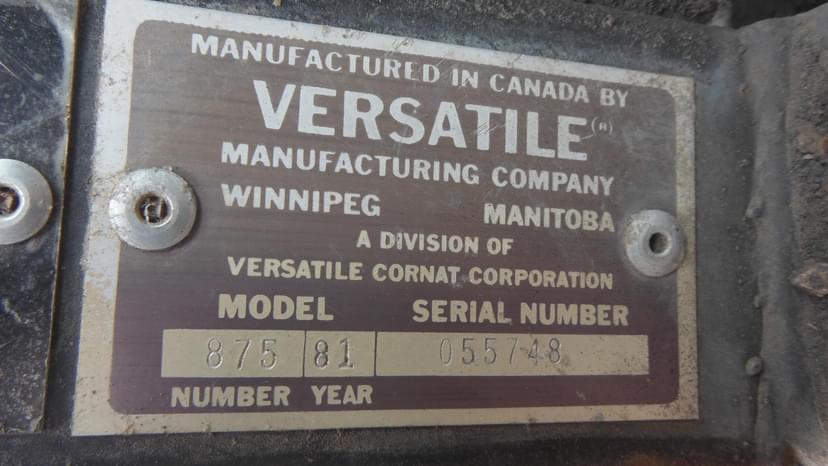 MANUFACTURED IN CANADA BY
VERSATILE (R)
MANUFACTURING COMPANY
WINNIPEG MANITOBA
A DIVISION OF
VERSATILE CORNAT CORPORATION
MODEL SERIAL NUMBER
875 81 055748
NUMBER YEAR